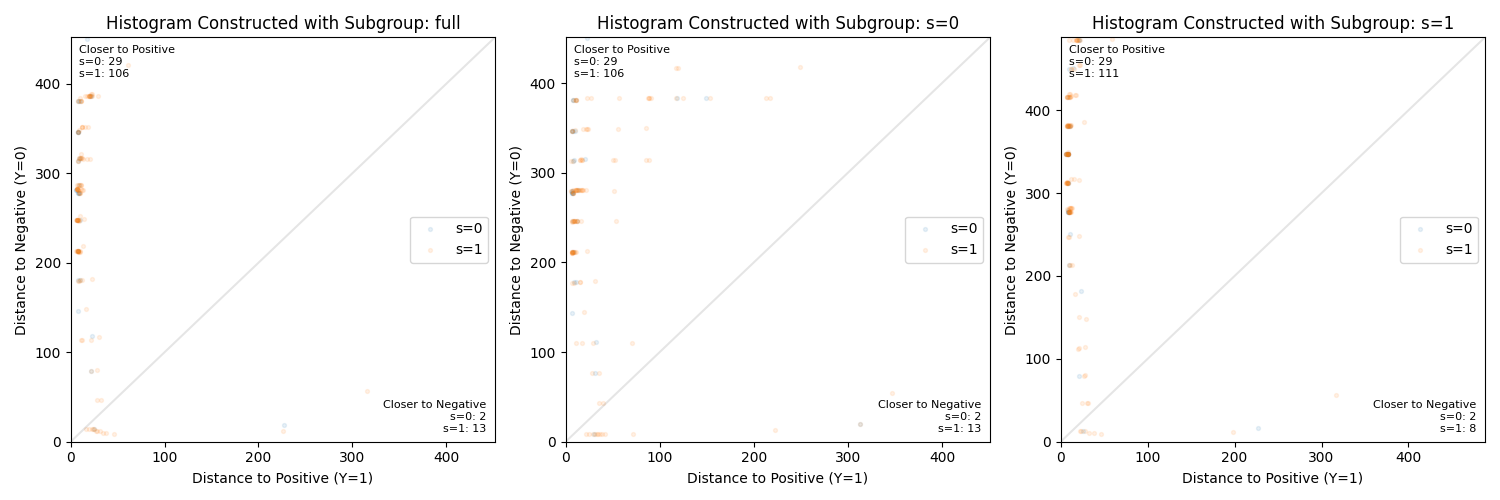 Histogram Constructed with Subgroup: full
Closer to Positive
s=0: 29
s=1: 106
400
300
200
100
0
Distance to Negative (Y=0)
s=0
s=1
Closer to Negative
s=0: 2
s=1: 13
0
100
200
300
400
Distance to Positive (Y=1)
Histogram Constructed with Subgroup: s=0
Closer to Positive
s=0: 29
s=1: 106
400
300
200
100
0
Distance to Negative (Y=0)
s=0
s=1
Closer to Negative
s=0: 2
s=1: 13
0
100
200
300
400
Distance to Positive (Y=1)
Histogram Constructed with Subgroup: s=1
Closer to Positive
s=0: 29
s=1: 111
400
300
200
100
0
Distance to Negative (Y=0)
s=0
s=1
Closer to Negative
s=0: 2
s=1: 8
0
100
200
300
400
Distance to Positive (Y=1)